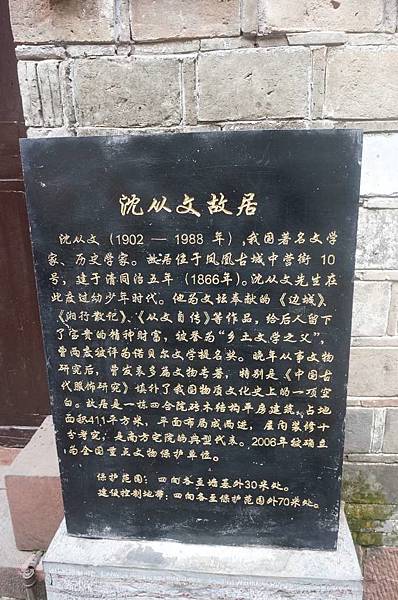 沈从文故居
沈从文（1902 — 1988 年），我国著名文学
家、历史学家。故居位于凤凰古城中营街 10
号，建于清同治五年（1866年）。沈从文先生在
此度过幼少年时代。他为文坛奉献的《边城》、
《湘行散记》、《从文自传》等作品，给后人留下
了宝贵的精神财富，被誉为“乡土文学之父”，
曾两度被评为诺贝尔文学提名奖。晚年从事文物
研究后，曾发表多篇文物专著，特别是《中国古
代服饰研究》填补了我国物质文化史上的一项空
白。故居是一栋四合院砖木结构平房建筑，占地
面积411平方米，平面布局成两进，屋内装修十
分考究，是南方宅院的典型代表。2006年被确立
为全国重点文物保护单位。
保护范围：四向各至墙基外30米处。
建设控制地带：四向各至保护范围外70米处。